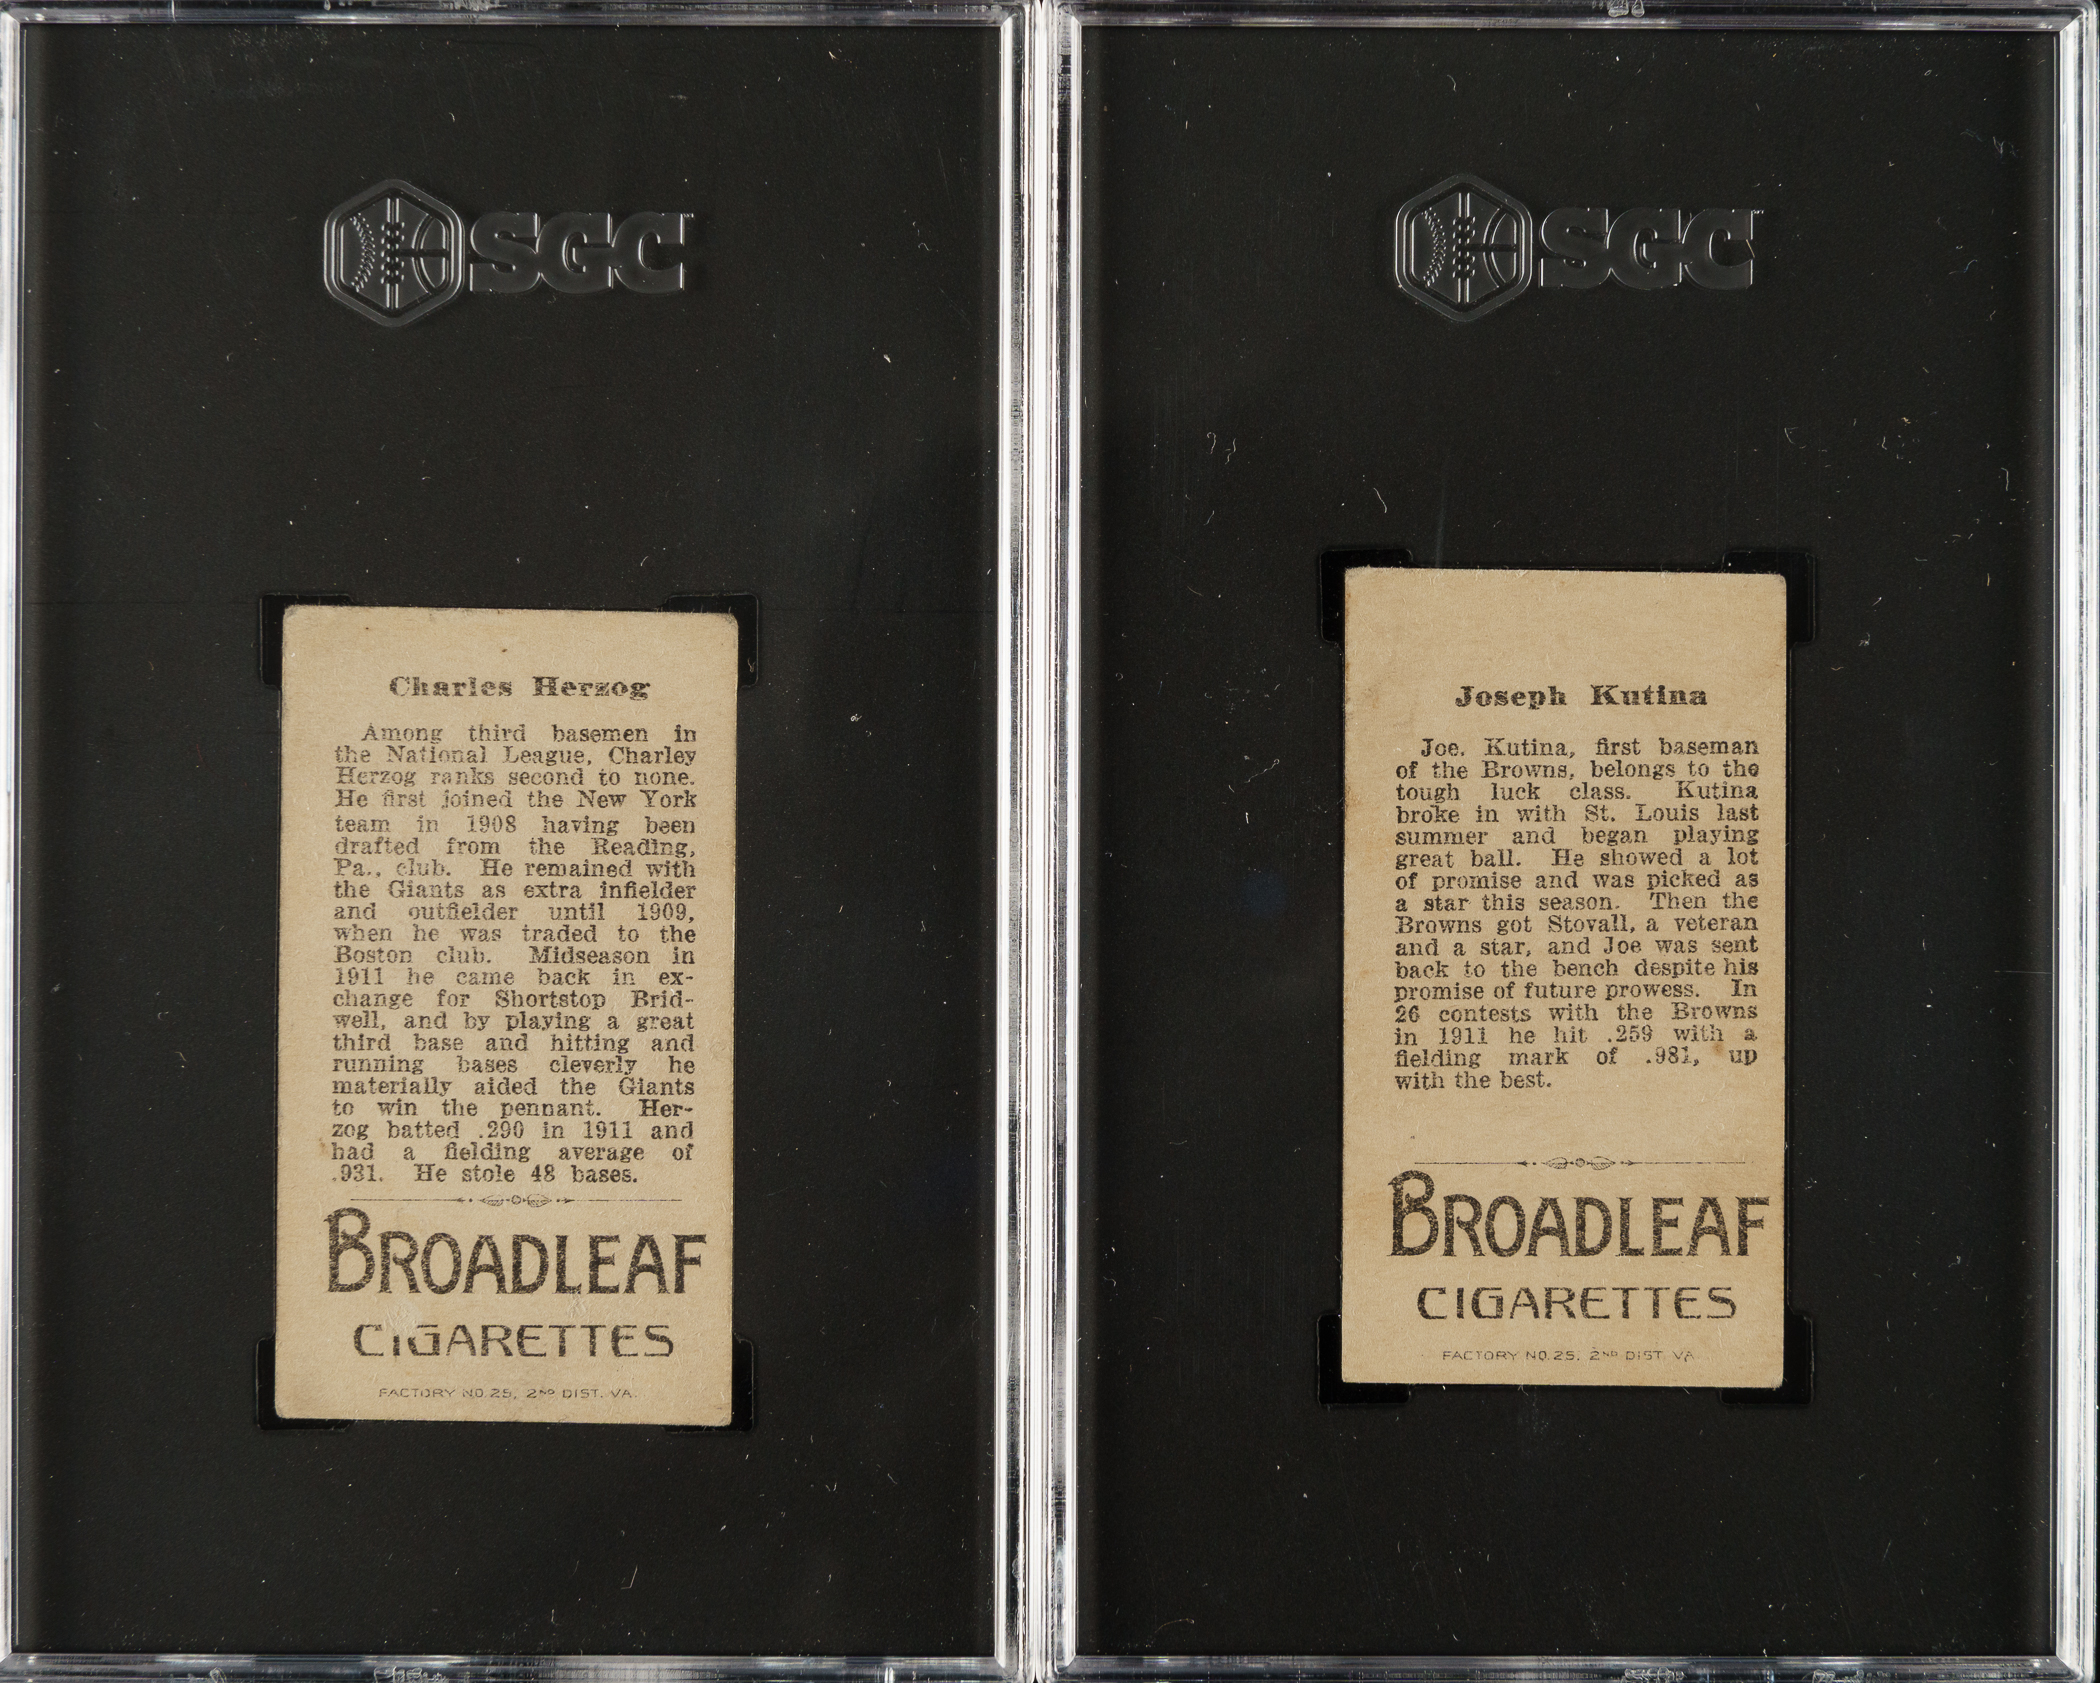 SGC
Charles Herzog
Among third basemen in
the National League, Charley
Herzog ranks second to none.
He first joined the New York
team in 1908 having been
drafted from the Reading,
Pa., club. He remained with
the Giants as extra infielder
and outfielder until 1909,
when he was traded to the
Boston club. Midseason in
1911 he came back in ex-
change for Shortstop Brid-
well, and by playing a great
third base and hitting and
running bases cleverly he
materially aided the Giants
to win the pennant. Her-
zog batted .290 in 1911 and
had a fielding average of
.931. He stole 48 bases.
BROADLEAF
CIGARETTES
FACTORY NO. 25, 2ND DIST. VA.
SGC
Joseph Kutina
Joe. Kutina, first baseman
of the Browns, belongs to the
tough luck class. Kutina
broke in with St. Louis last
summer and began playing
great ball. He showed a lot
of promise and was picked as
a star this season. Then the
Browns got Stovall, a veteran
and a star, and Joe was sent
back to the bench despite his
promise of future prowess. In
26 contests with the Browns
in 1911 he hit .259 with a
fielding mark of .981, up
with the best.
BROADLEAF
CIGARETTES
FACTORY NO. 25, 2ND DIST. VA